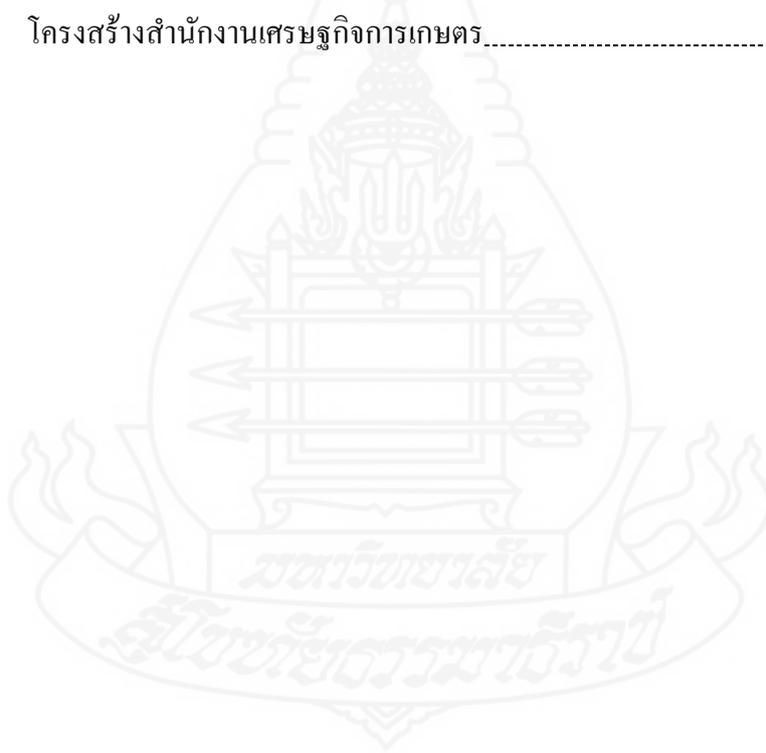 โครงสร้างสำนักงานเศรษฐกิจการเกษตร
มหาวิทยาลัย
สุโขทัยธรรมาธิราช